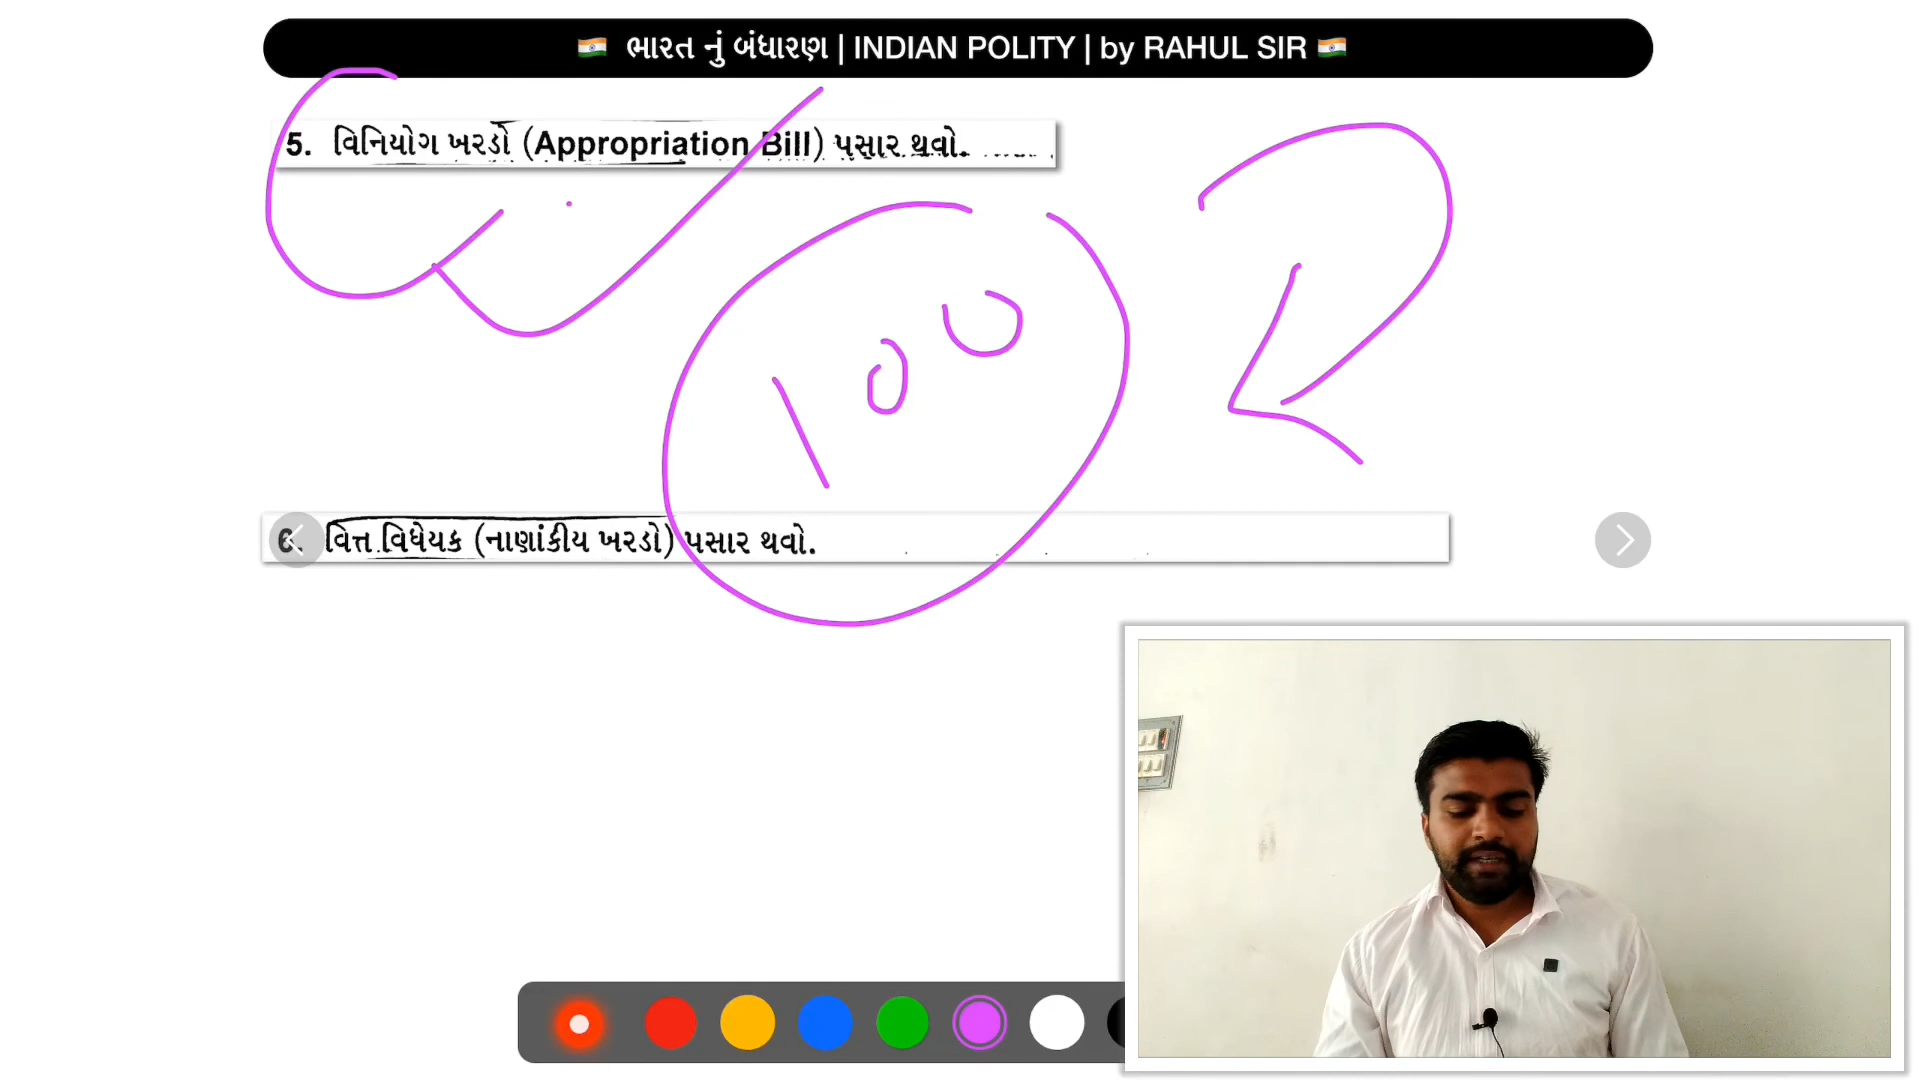 🇮🇳 ભારત નું બંધારણ | INDIAN POLITY | by RAHUL SIR 🇮🇳
5. વિનિયોગ ખરડો (Appropriation Bill) પસાર થવો.
100
6. વિત્ત વિધેયક (નાણાંકીય ખરડો) પસાર થવો.